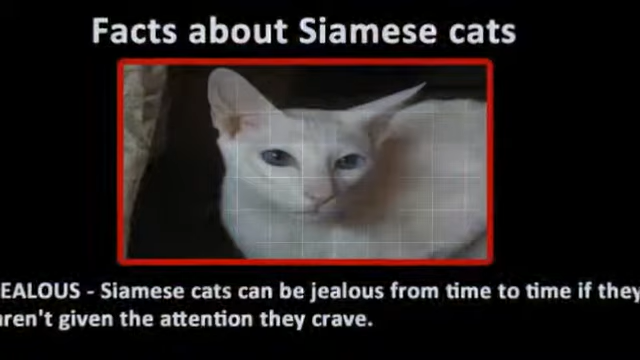 Facts about Siamese cats
EALOUS - Siamese cats can be jealous from time to time if they
aren't given the attention they crave.